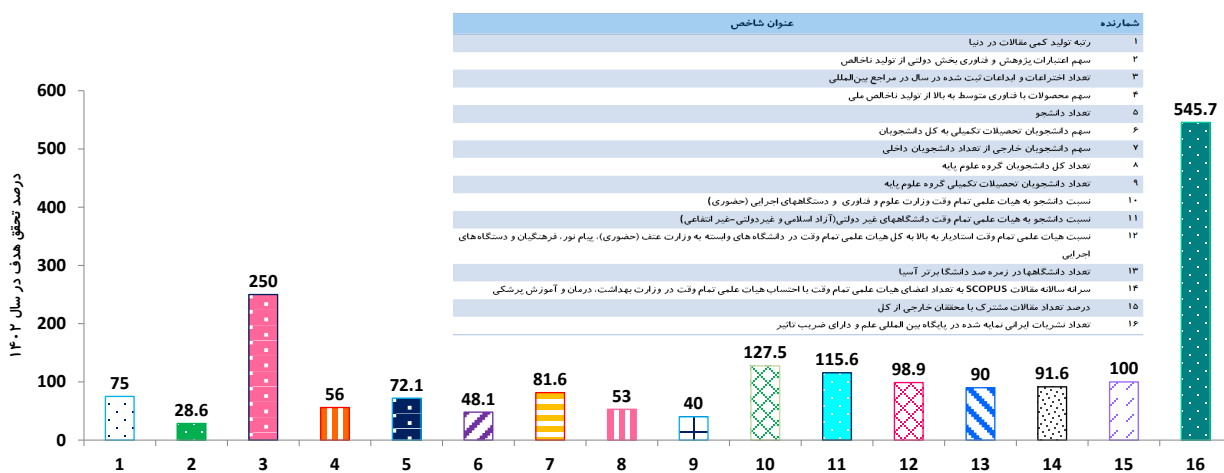 شمارنده عنوان شاخص
۱ رتبه تولید کمی مقالات در دنیا
۲ سهم اعتبارات پژوهش و فناوری بخش دولتی از تولید ناخالص
۳ تعداد اختراعات و ابداعات ثبت شده در سال در مراجع بین‌المللی
۴ سهم محصولات با فناوری متوسط به بالا از تولید ناخالص ملی
۵ تعداد دانشجو
۶ سهم دانشجویان تحصیلات تکمیلی به کل دانشجویان
۷ سهم دانشجویان خارجی از تعداد دانشجویان داخلی
۸ تعداد کل دانشجویان گروه علوم پایه
۹ تعداد دانشجویان تحصیلات تکمیلی گروه علوم پایه
۱۰ نسبت دانشجو به هیات علمی تمام وقت وزارت علوم و فناوری و دستگاههای اجرایی (حضوری)
۱۱ نسبت دانشجو به هیات علمی تمام وقت دانشگاههای غیر دولتی(آزاد اسلامی و غیردولتی-غیر انتفاعی)
۱۲ نسبت هیات علمی تمام وقت استادیار به بالا به کل هیات علمی تمام وقت در دانشگاه های وابسته به وزارت عتف (حضوری)، پیام نور، فرهنگیان و دستگاه های
اجرایی
۱۳ تعداد دانشگاهها در زمره صد دانشگا برتر آسیا
۱۴ سرانه سالانه مقالات SCOPUS به تعداد اعضای هیات علمی تمام وقت با احتساب هیات علمی تمام وقت در وزارت بهداشت، درمان و آموزش پزشکی
۱۵ درصد تعداد مقالات مشترک با محققان خارجی از کل
۱۶ تعداد نشریات ایرانی نمایه شده در پایگاه بین المللی علم و دارای ضریب تاثیر
درصد تحقق هدف در سال ۱۴۰۲
600
500
400
300
200
100
0
75 28.6 250 56 72.1 48.1 81.6 53 40 127.5 115.6 98.9 90 91.6 100 545.7
1 2 3 4 5 6 7 8 9 10 11 12 13 14 15 16